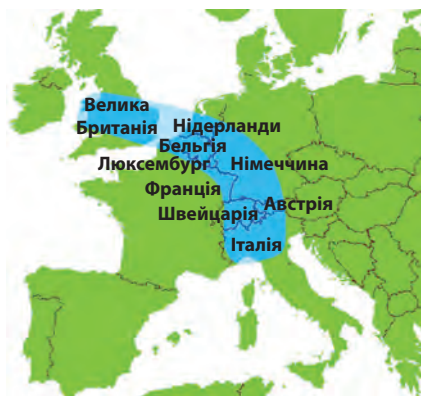 Велика
Британія
Нідерланди
Бельгія
Люксембург
Німеччина
Франція
Австрія
Швейцарія
Італія